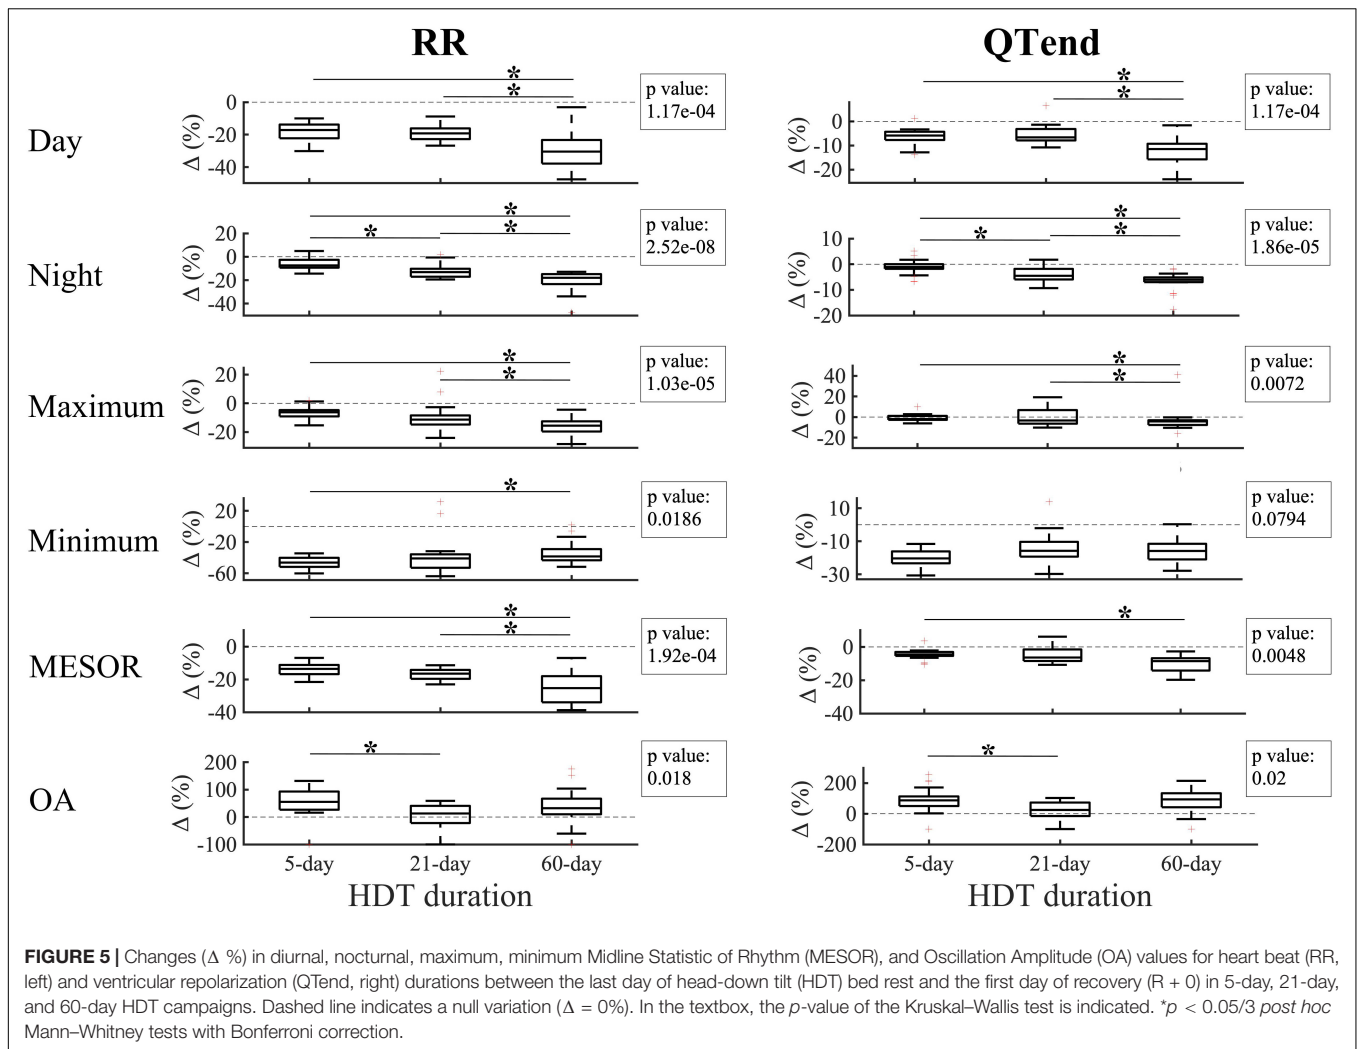 RR QTend
Day
Δ (%)
0
-20
-40
*
*
p value:
1.17e-04
Δ (%)
0
-10
-20
*
*
p value:
1.17e-04
Night
Δ (%)
20
0
-20
-40
*
*
*
p value:
2.52e-08
Δ (%)
10
0
-10
-20
*
*
*
p value:
1.86e-05
Maximum
Δ (%)
20
0
-20
*
*
p value:
1.03e-05
Δ (%)
40
20
0
-20
*
*
p value:
0.0072
Minimum
Δ (%)
20
-20
-60
*
p value:
0.0186
Δ (%)
10
-10
-30
p value:
0.0794
MESOR
Δ (%)
0
-20
-40
*
*
p value:
1.92e-04
Δ (%)
0
-20
-40
*
p value:
0.0048
OA
Δ (%)
200
100
0
-100
*
p value:
0.018
Δ (%)
200
0
-200
*
p value:
0.02
5-day 21-day 60-day
HDT duration
5-day 21-day 60-day
HDT duration
FIGURE 5 | Changes (Δ %) in diurnal, nocturnal, maximum, minimum Midline Statistic of Rhythm (MESOR), and Oscillation Amplitude (OA) values for heart beat (RR,
left) and ventricular repolarization (QTend, right) durations between the last day of head-down tilt (HDT) bed rest and the first day of recovery (R + 0) in 5-day, 21-day,
and 60-day HDT campaigns. Dashed line indicates a null variation (Δ = 0%). In the textbox, the p-value of the Kruskal–Wallis test is indicated. *p < 0.05/3 post hoc
Mann–Whitney tests with Bonferroni correction.